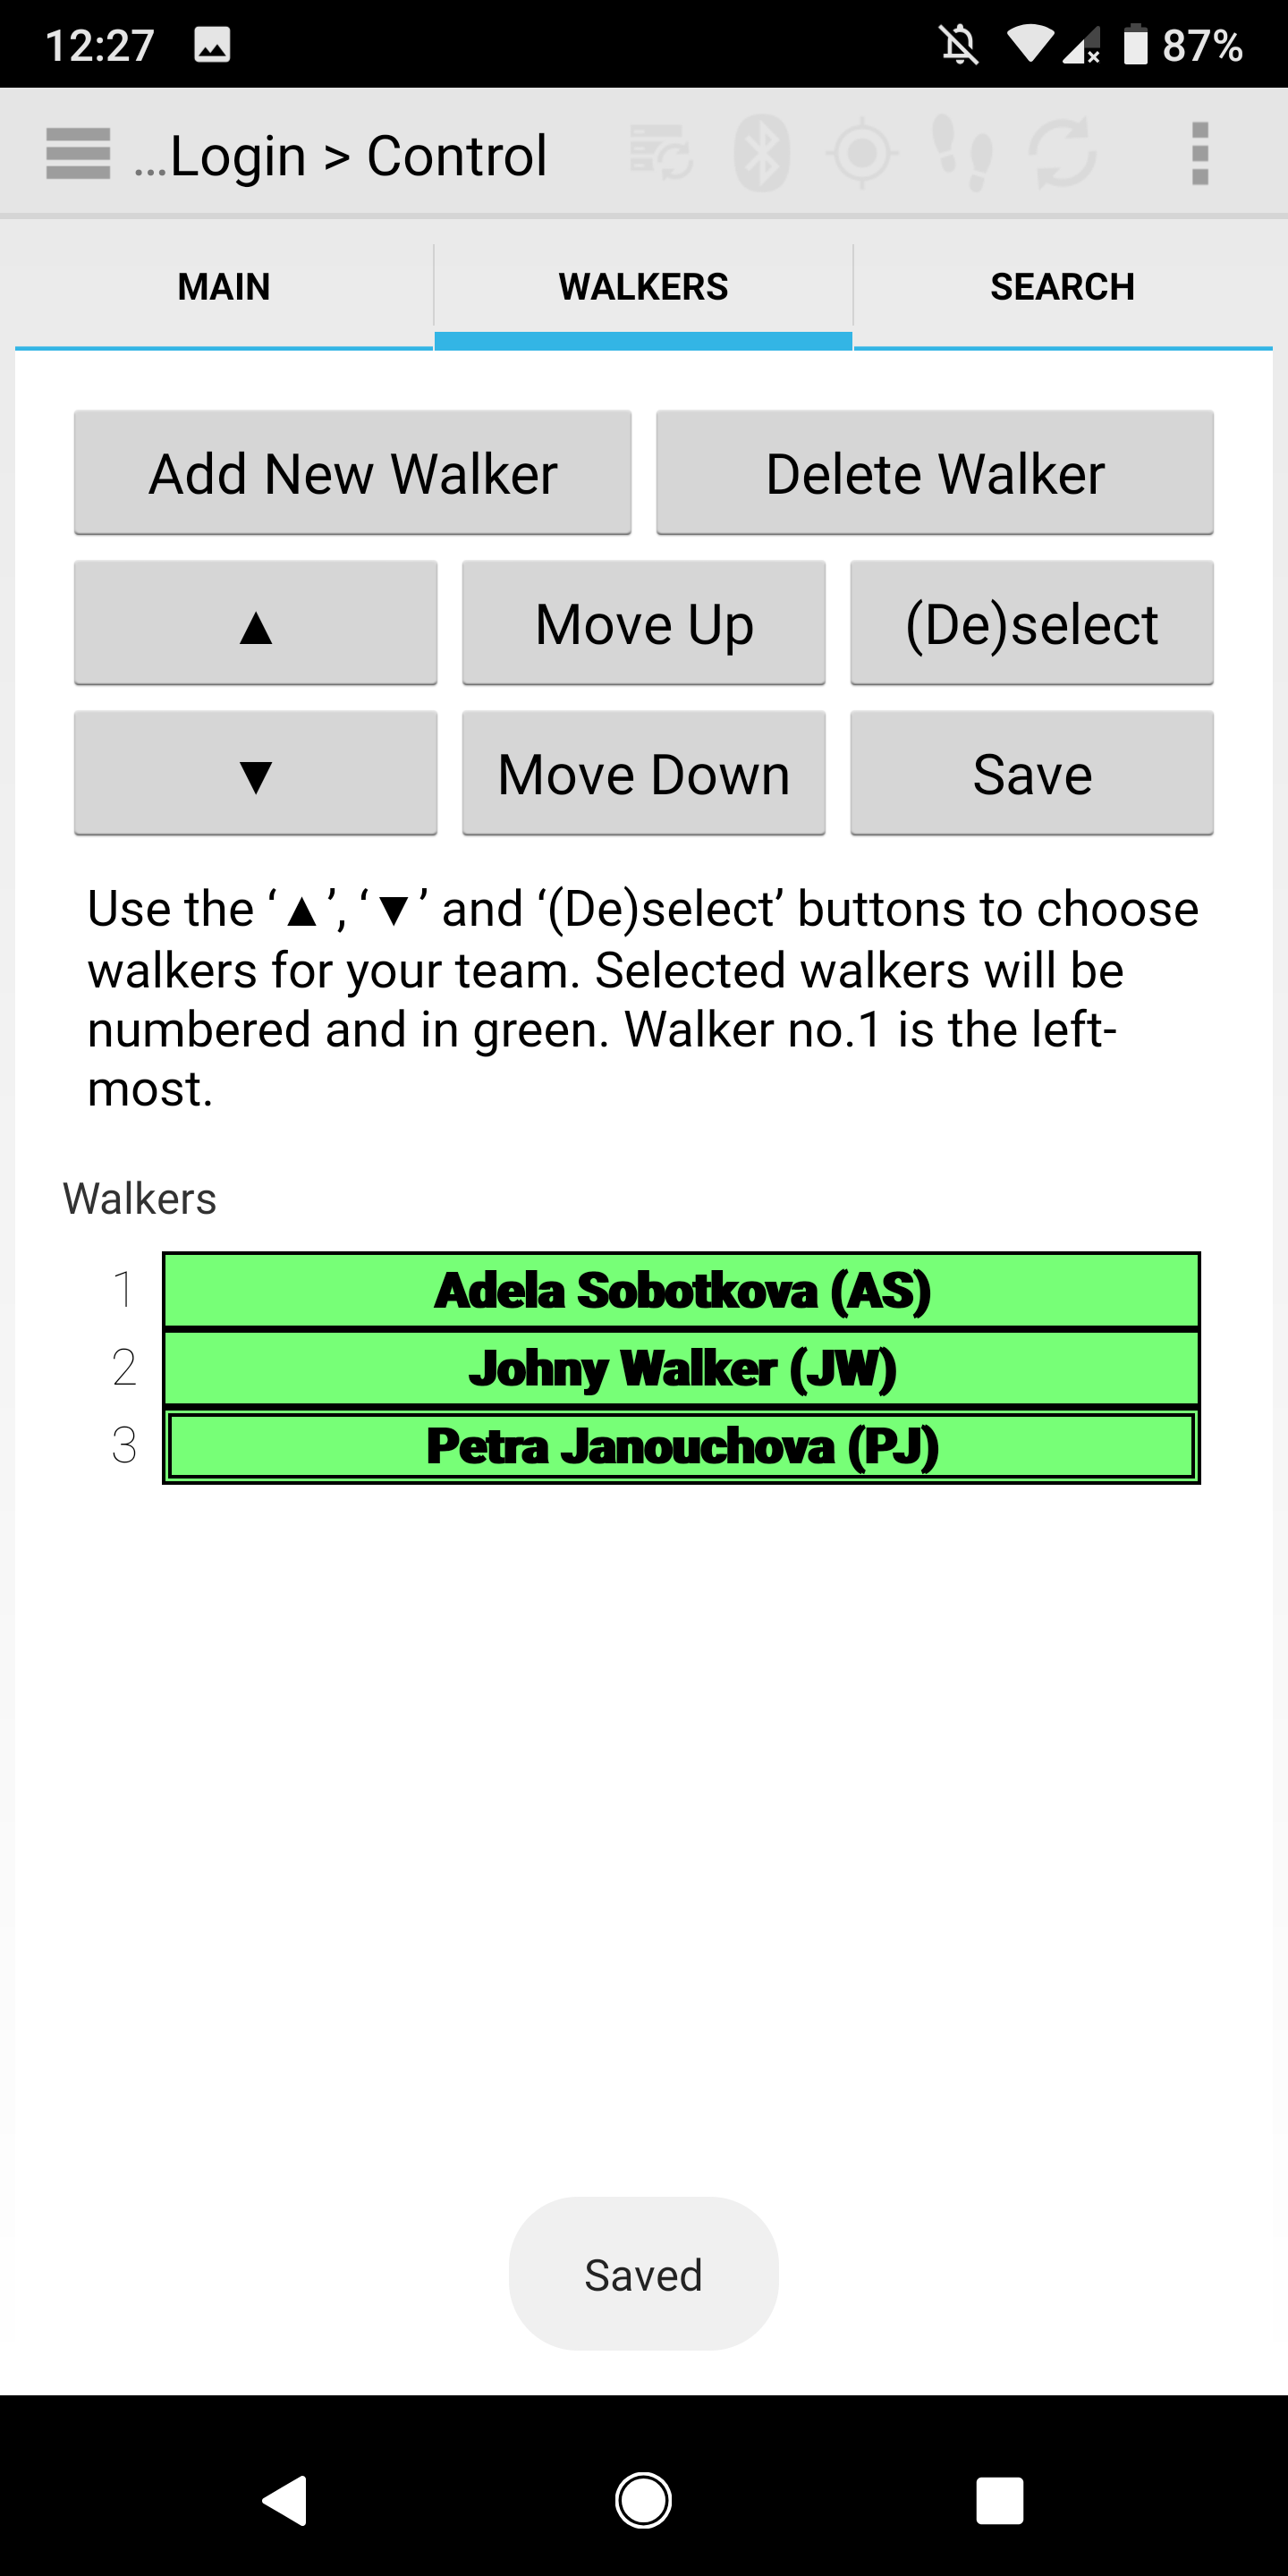 12:27 87%
...Login > Control
MAIN WALKERS SEARCH
Add New Walker Delete Walker
▲ Move Up (De)select
▼ Move Down Save
Use the ‘▲’, ‘▼’ and ‘(De)select’ buttons to choose
walkers for your team. Selected walkers will be
numbered and in green. Walker no.1 is the left-
most.
Walkers
1 Adela Sobotkova (AS)
2 Johny Walker (JW)
3 Petra Janouchova (PJ)
Saved